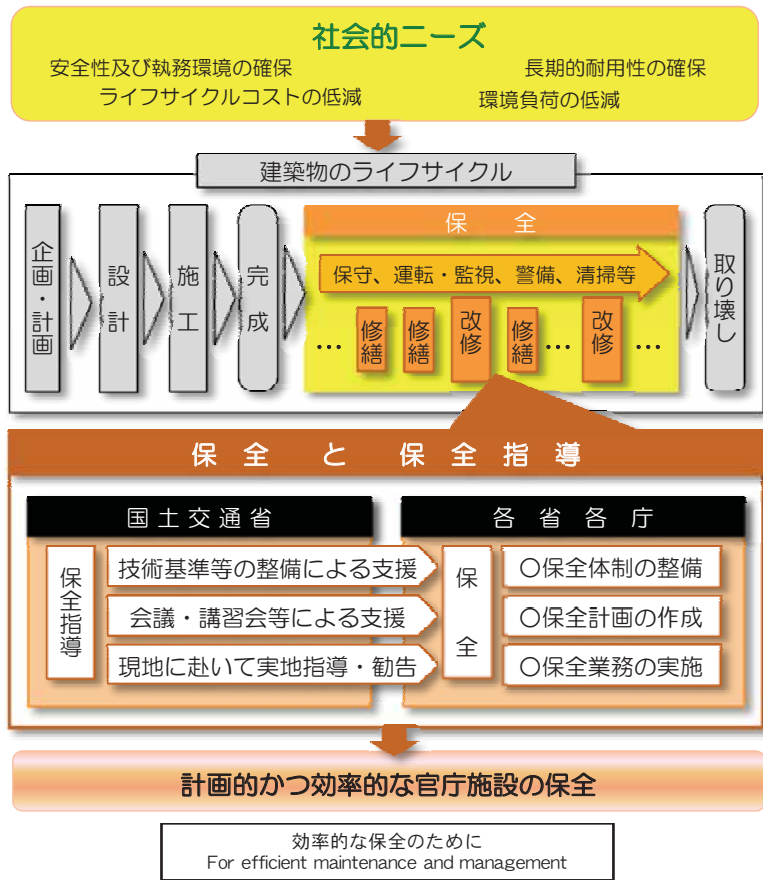 社会的ニーズ
安全性及び執務環境の確保
長期的耐用性の確保
ライフサイクルコストの低減
環境負荷の低減
建築物のライフサイクル
企画・計画
設計
施工
完成
保全
保守、運転・監視、警備、清掃等
…
修繕
修繕
改修
修繕
…
改修
…
取り壊し
保全と保全指導
国土交通省
保全指導
技術基準等の整備による支援
会議・講習会等による支援
現地に赴いて実地指導・勧告
各省各庁
保全
○保全体制の整備
○保全計画の作成
○保全業務の実施
計画的かつ効率的な官庁施設の保全
効率的な保全のために
For efficient maintenance and management